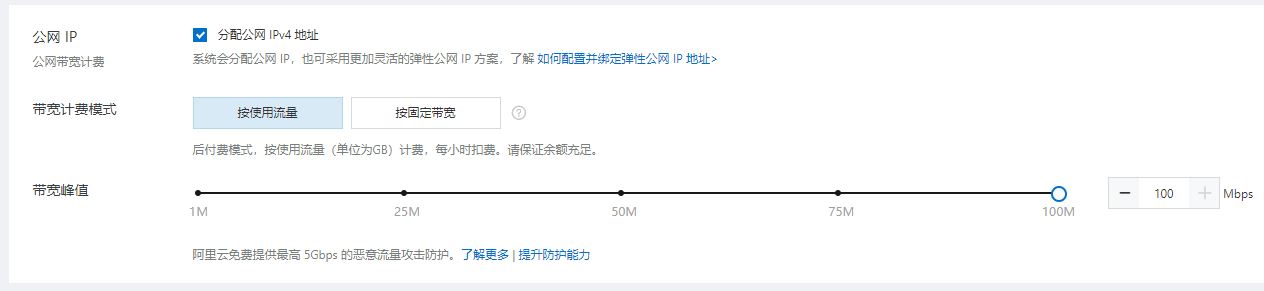 公网 IP
分配公网 IPv4 地址
公网带宽计费
系统会分配公网 IP，也可采用更加灵活的弹性公网 IP 方案，了解 如何配置并绑定弹性公网 IP 地址>
带宽计费模式
按使用流量
按固定带宽
?
后付费模式，按使用流量（单位为GB）计费，每小时扣费。请保证余额充足。
带宽峰值
1M 25M 50M 75M 100M
− 100 + Mbps
阿里云免费提供最高 5Gbps 的恶意流量攻击防护。了解更多 | 提升防护能力